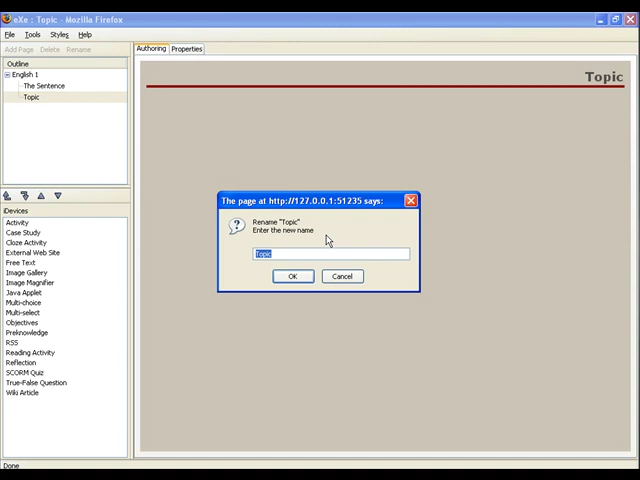 eXe : Topic - Mozilla Firefox
File Tools Styles Help
Add Page Delete Rename
Authoring Properties
Outline
English 1
The Sentence
Topic
Topic
The page at http://127.0.0.1:51235 says:
Rename "Topic"
Enter the new name
Topic
OK Cancel
iDevices
Activity
Case Study
Cloze Activity
External Web Site
Free Text
Image Gallery
Image Magnifier
Java Applet
Multi-choice
Multi-select
Objectives
Preknowledge
RSS
Reading Activity
Reflection
SCORM Quiz
True-False Question
Wiki Article
Done